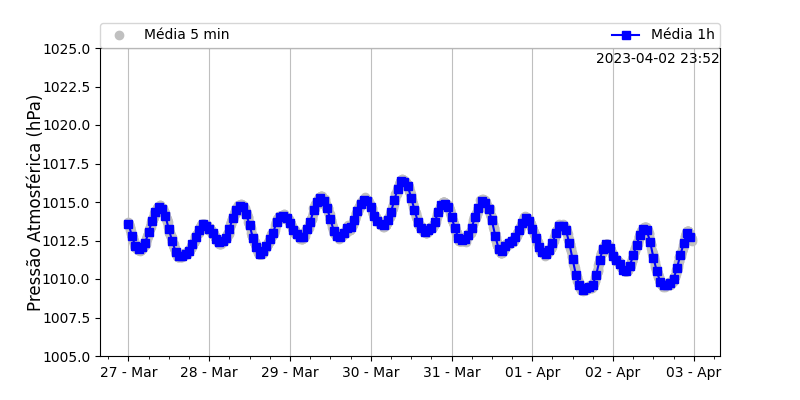 Média 5 min
Média 1h
2023-04-02 23:52
Pressão Atmosférica (hPa)
1025.0
1022.5
1020.0
1017.5
1015.0
1012.5
1010.0
1007.5
1005.0
27 - Mar
28 - Mar
29 - Mar
30 - Mar
31 - Mar
01 - Apr
02 - Apr
03 - Apr